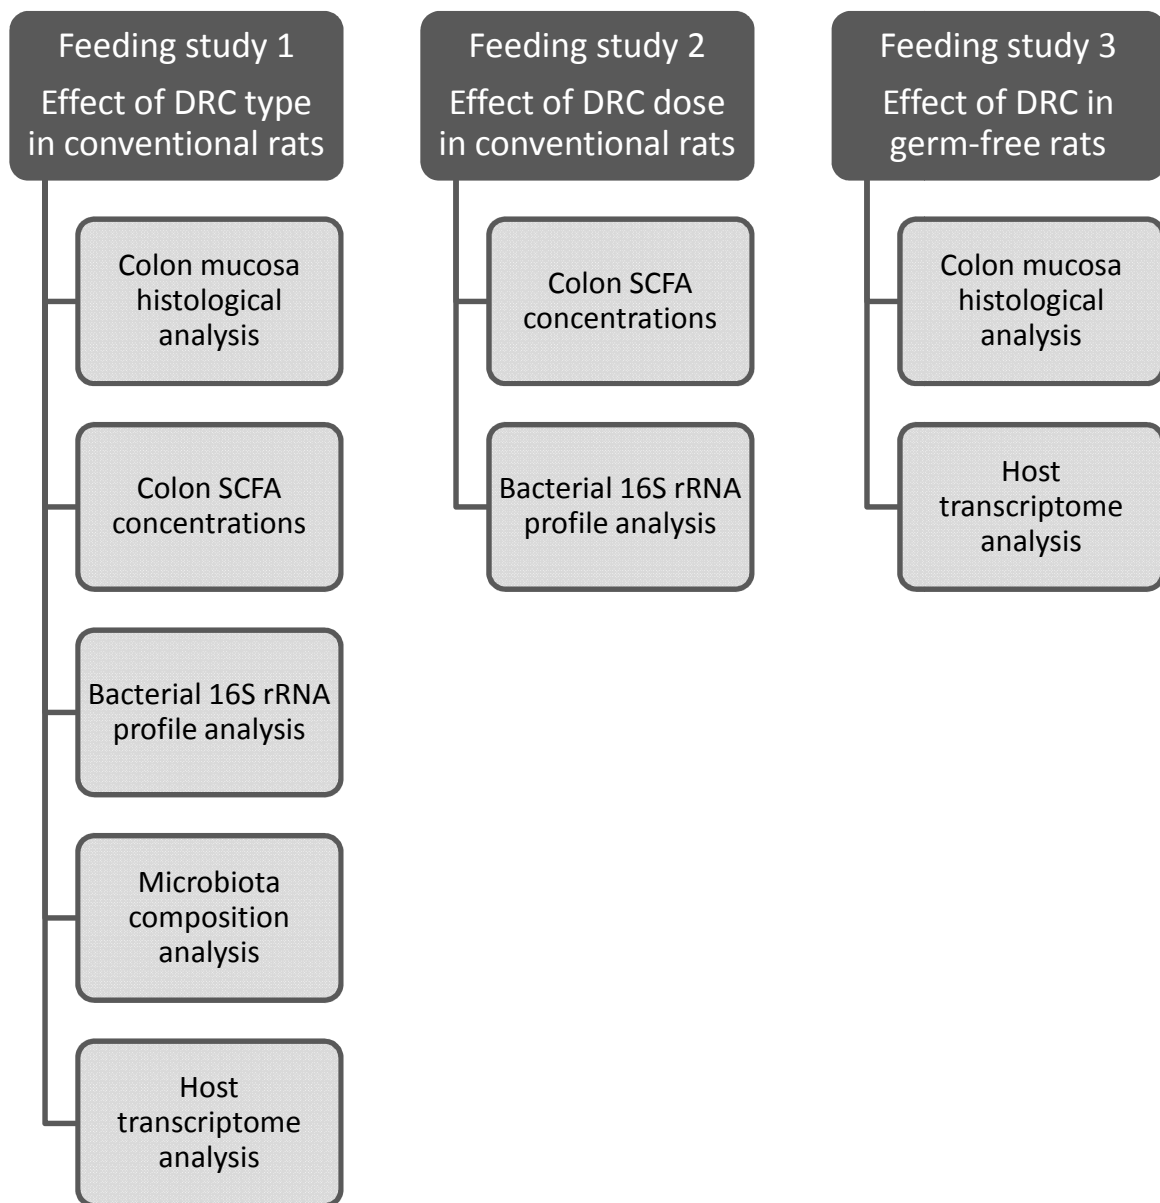 Feeding study 1
Effect of DRC type
in conventional rats
Colon mucosa
histological
analysis
Colon SCFA
concentrations
Bacterial 16S rRNA
profile analysis
Microbiota
composition
analysis
Host
transcriptome
analysis
Feeding study 2
Effect of DRC dose
in conventional rats
Colon SCFA
concentrations
Bacterial 16S rRNA
profile analysis
Feeding study 3
Effect of DRC in
germ-free rats
Colon mucosa
histological
analysis
Host
transcriptome
analysis